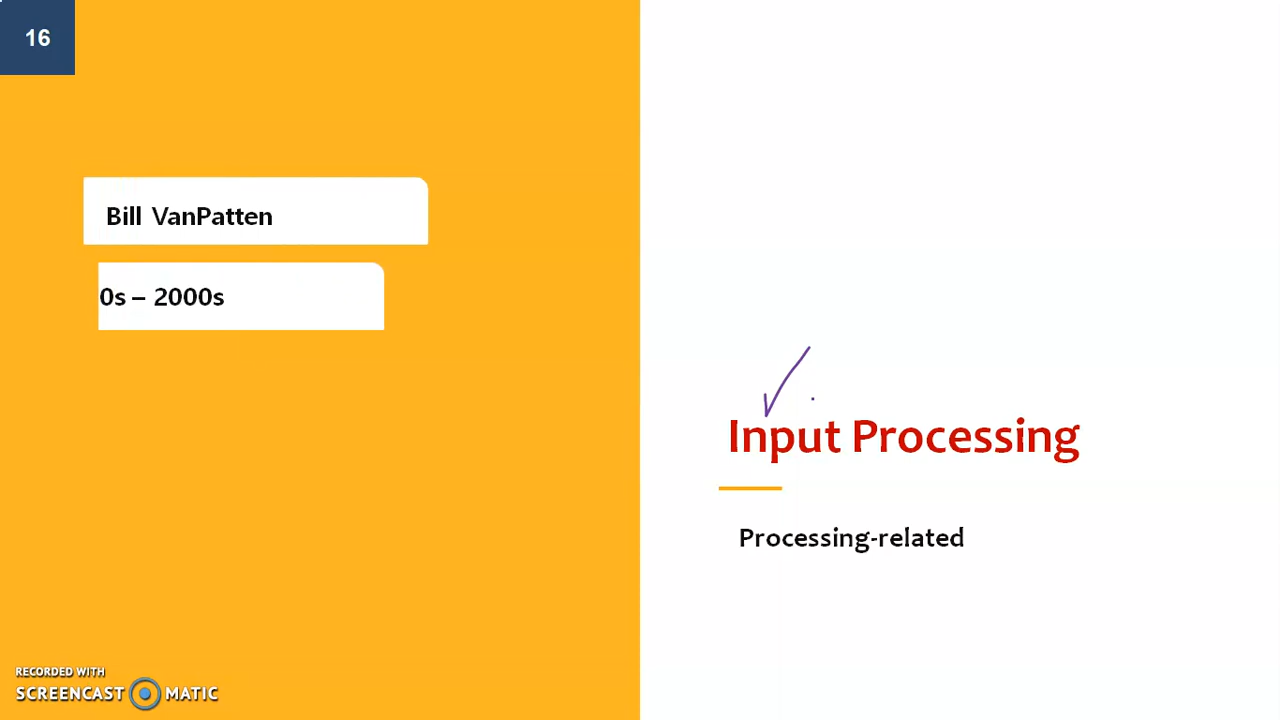 16
Bill VanPatten
0s – 2000s
Input Processing
Processing-related
RECORDED WITH
SCREENCAST MATIC